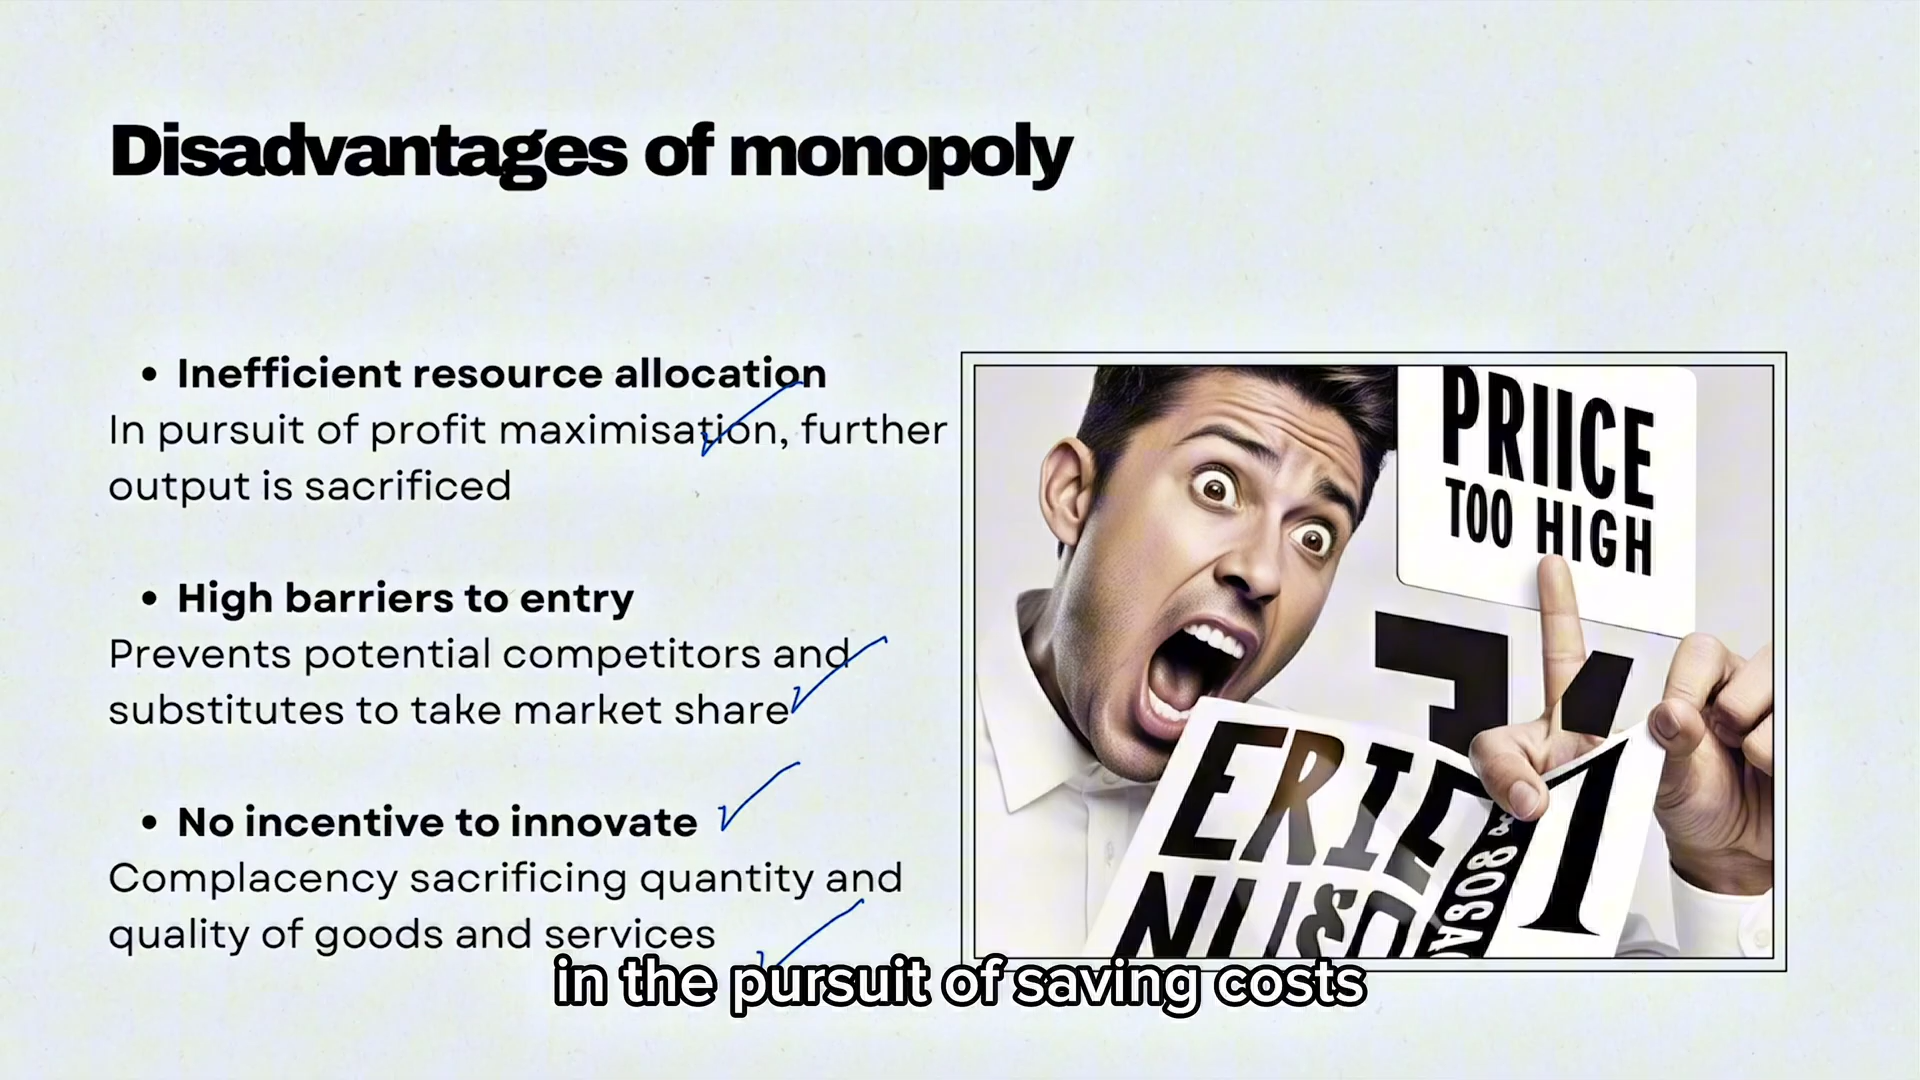 Disadvantages of monopoly
• Inefficient resource allocation
In pursuit of profit maximisation, further
output is sacrificed
• High barriers to entry
Prevents potential competitors and
substitutes to take market share
• No incentive to innovate
Complacency sacrificing quantity and
quality of goods and services
PRIICE
TOO HIGH
in the pursuit of saving costs